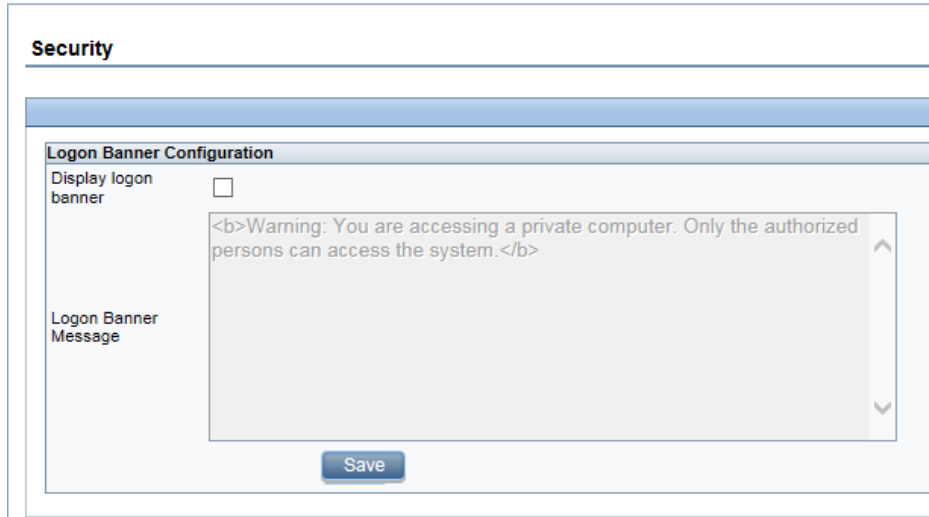 Security
Logon Banner Configuration
Display logon
banner
<b>Warning: You are accessing a private computer. Only the authorized
persons can access the system.</b>
Logon Banner
Message
Save